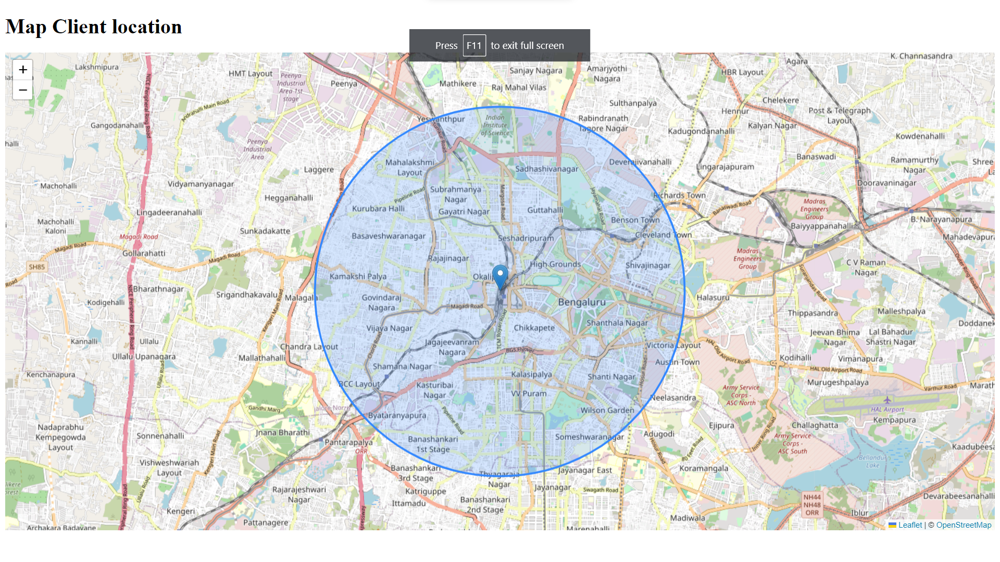 Map Client location
Press F11 to exit full screen
+
−
Lakshmipura
HMT Layout
Peenya
Industrial
Area 1st
stage
Peenya
Mathikere
Sanjay Nagara
Raj Mahal Vilas
Amarjyothi
Nagara
HBR Layout
Agara
K. Channasandra
Andrahalli Main Road
NICE Peripheral Ring Road
Sulthanpalya
Chelekere
Hennur
Post & Telegraph
Layout
Gangodanahalli
Yeswanthpur
Indian
Institute
of Science
Rabindranath
Tagore Nagar
Kalyan Nagar
Kadugondanahalli
Kowdenahalli
halli
Peenya
Industrial
Area
Tumkur Road
Banaswadi
Ramamurthy
Nagar
Shree
Laggere
Mahalakshmi
Layout
Sadhashivanagar
Devarajivanahalli
Lingarajapuram
Machohalli
Vidyamanyanagar
Hegganahalli
Subrahmanya
Nagar
Margosa Road
Jayamahal Road
Dooravaninagar
Pipeline Road
Richards Town
Banaswadi Road
Madras
Engineers
Group
Lingadeeranahalli
Kurubara Halli
Gayatri Nagar
Guttahalli
Benson Town
Machohalli
Kaloni
Baiyyappanahalli
B. Narayanapura
Sunkadakatte
Basaveshwaranagar
Seshadripuram
Cleveland Town
Mahadevapura
Magadi Road
Magadi Road
Gollarahatti
Magadi Road
Rajajinagar
High Grounds
Shivajinagar
Madras
Engineers
Group
C V Raman
Nagar
Outer Ring Road
SH85
Road
Kamakshi Palya
Suranjandas Road
Bharathnagar
Srigandhakavalu
Malagala
Govindaraj
Nagara
Magadi Road
Bengaluru
Halasuru
Kodigehalli
Thippasandra
Malleshpalya
NICE Peripheral Ring Road
Kengeri Main Road
TCM Royan Road
Shanthala Nagar
Doddanek
Vijaya Nagar
Chikkapete
Jeevan Bhima
Nagar
Lal Bahadur
Shastri Nagar
Kannalli
Ullalu
Chandra Layout
Chord Road
Jagajeevanram
Nagara
BGS Flyover
Victoria Layout
HAL Old Airport Road
Ullalu Upanagara
Mallathahalli
Austin Town
Kodihalli
Vimanapura
Kenchanapura
Ullalu Road
Shamana Nagar
Kalasipalya
Shanti Nagar
Hosur Road
HAL Old Airport Road
BCC Layout
Kasturibai
Nagar
Murugeshpalaya
Varthur Road
Marath
VV Puram
Army Service
Corps -
ASC North
Neelasandra
Gandhi Marg
Byataranyapura
Pipeline Road
Wilson Garden
HAL Airport
Kempapura
Nadaprabhu
Kempegowda
Layout
Sonnenahalli
Jnana Bharathi
Ejipura
Challaghatta
Adugodi
Someshwaranagar
Army Service
Corps -
ASC South
Inner Ring Road
Pantarapalya
ORR
Banashankari
1st Stage
80 Feet Road
Hosur Road
Kaadubeesa
Kengeri Main Road
Bellandur
Lake
Vishweshwariah
Layout
Banashankari
3rd Stage
Thyagaraja
Nagar
Jayanagar East
Koramangala
Rajarajeshwari
Nagar
Katriguppe
Jayanagar
Swagath Road
Ullalu Road
Devarabeesanahalli
Ittamadu
Banashankari
2nd Stage
NH44
NH48
ORR
Kengeri
Iblur
Pattanagere
Madiwala
Marenahalli
Archakara Badavane
Leaflet | © OpenStreetMap